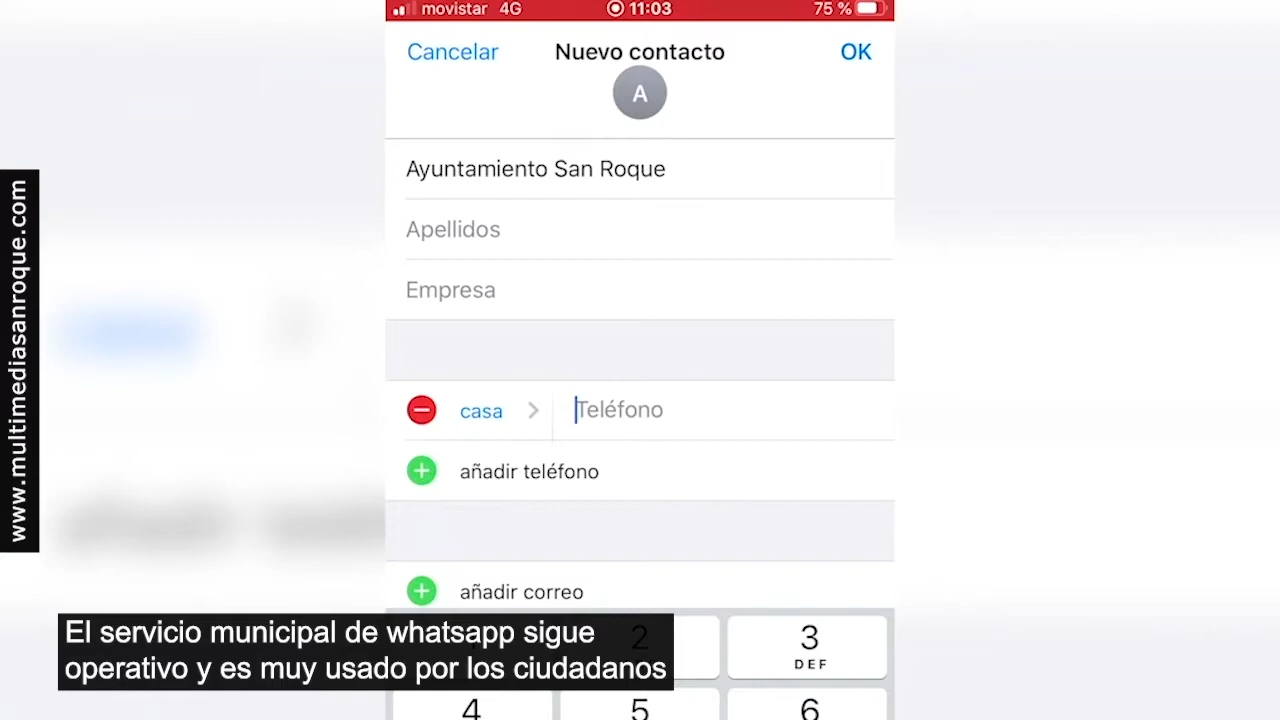 movistar 4G 11:03 75 %
Cancelar Nuevo contacto OK
A
Ayuntamiento San Roque
Apellidos
Empresa
casa Teléfono
añadir teléfono
añadir correo
2 3
DEF
4 5 6
El servicio municipal de whatsapp sigue
operativo y es muy usado por los ciudadanos
www.multimediasanroque.com